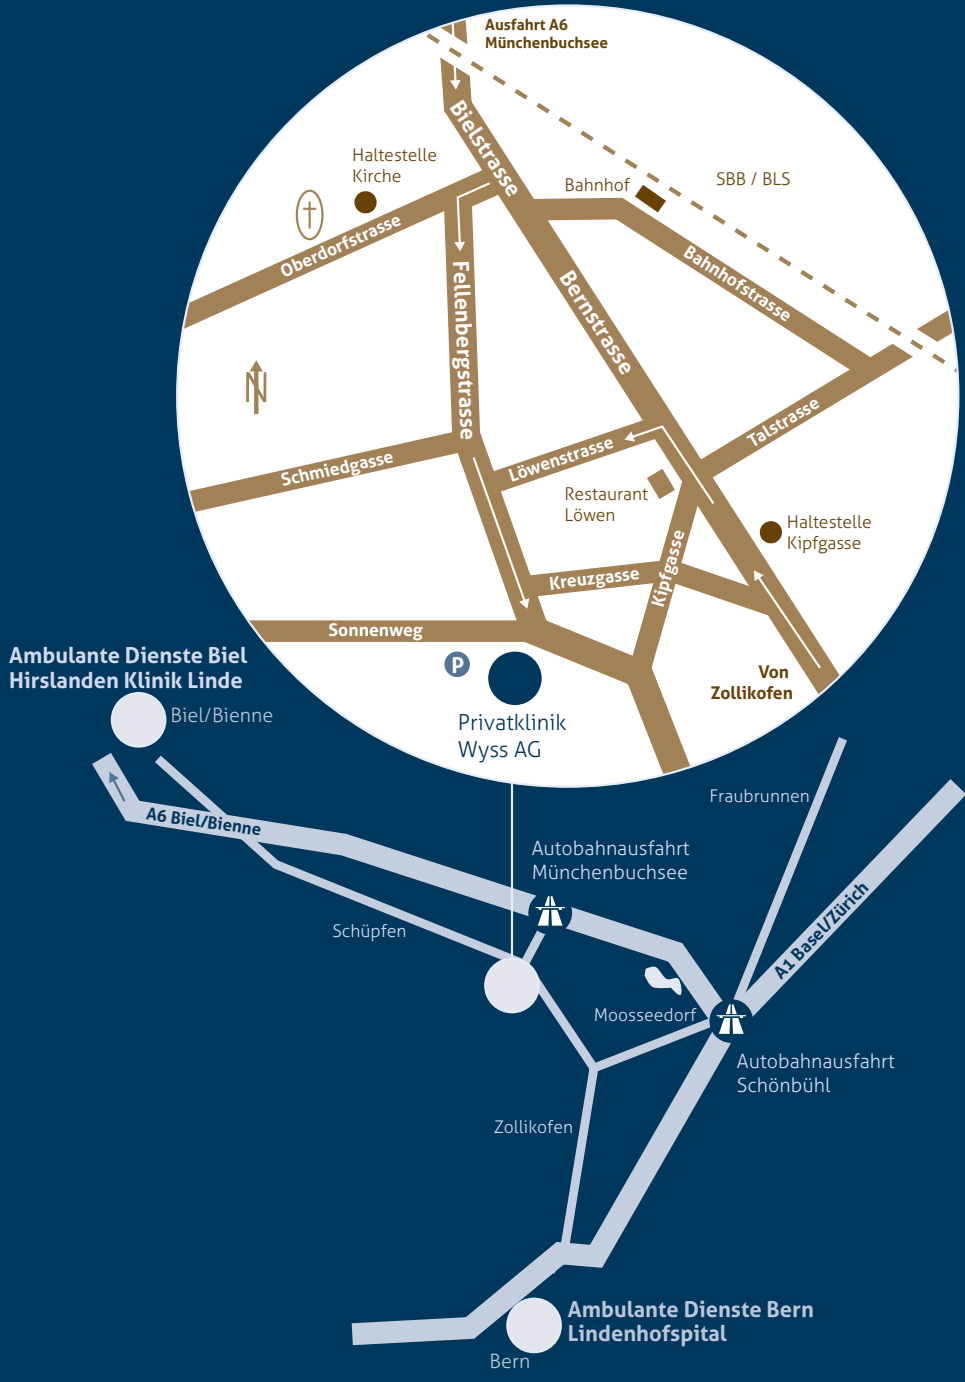 Ausfahrt A6
Münchenbuchsee
Bielstrasse
Haltestelle
Kirche
Bahnhof
SBB / BLS
Oberdorfstrasse
Bahnhofstrasse
Fellenbergstrasse
Bernstrasse
N
Talstrasse
Schmiedgasse
Löwenstrasse
Restaurant
Löwen
Haltestelle
Kipfgasse
Kipfgasse
Kreuzgasse
Sonnenweg
P
Von
Zollikofen
Privatklinik
Wyss AG
Ambulante Dienste Biel
Hirslanden Klinik Linde
Biel/Bienne
A6 Biel/Bienne
Fraubrunnen
Autobahnausfahrt
Münchenbuchsee
A1 Basel/Zürich
Schüpfen
Moosseedorf
Autobahnausfahrt
Schönbühl
Zollikofen
Ambulante Dienste Bern
Lindenhofspital
Bern